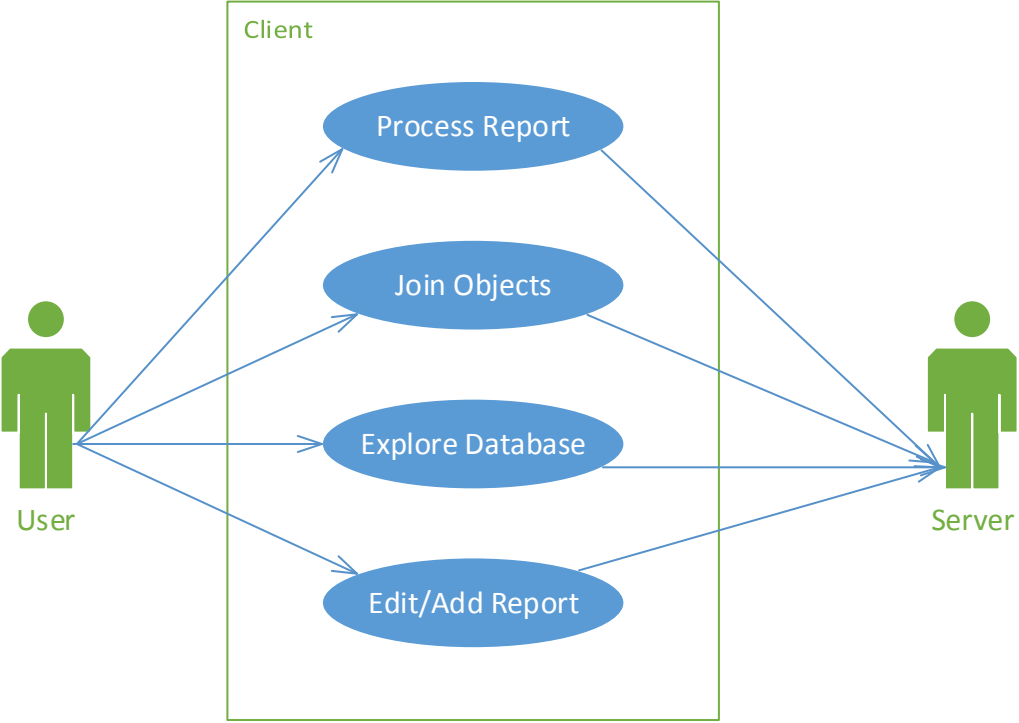 Client
Process Report
Join Objects
Explore Database
User
Server
Edit/Add Report